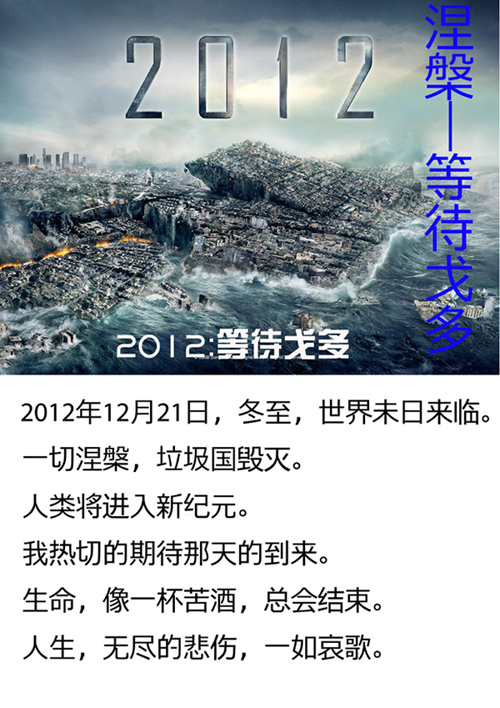 2012
涅槃—等待戈多
2012:等待戈多
2012年12月21日，冬至，世界未日来临。
一切涅槃，垃圾国毁灭。
人类将进入新纪元。
我热切的期待那天的到来。
生命，像一杯苦酒，总会结束。
人生，无尽的悲伤，一如哀歌。